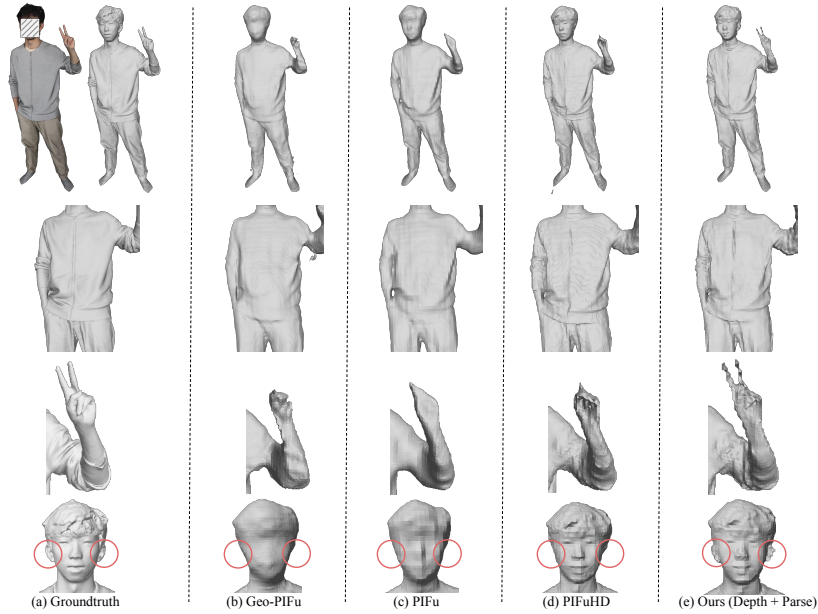 (a) Groundtruth
(b) Geo-PIFu
(c) PIFu
(d) PIFuHD
(e) Ours (Depth + Parse)